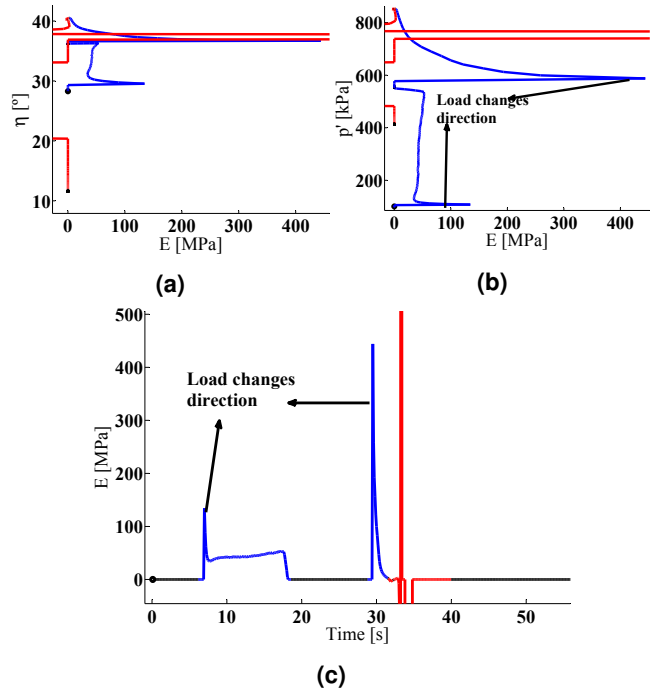 40
30
20
10
η [º]
0 100 200 300 400
E [MPa]
(a)
800
600
400
200
p' [kPa]
Load changes
direction
0 100 200 300 400
E [MPa]
(b)
500
400
300
200
100
0
E [MPa]
Load changes
direction
0 10 20 30 40 50
Time [s]
(c)